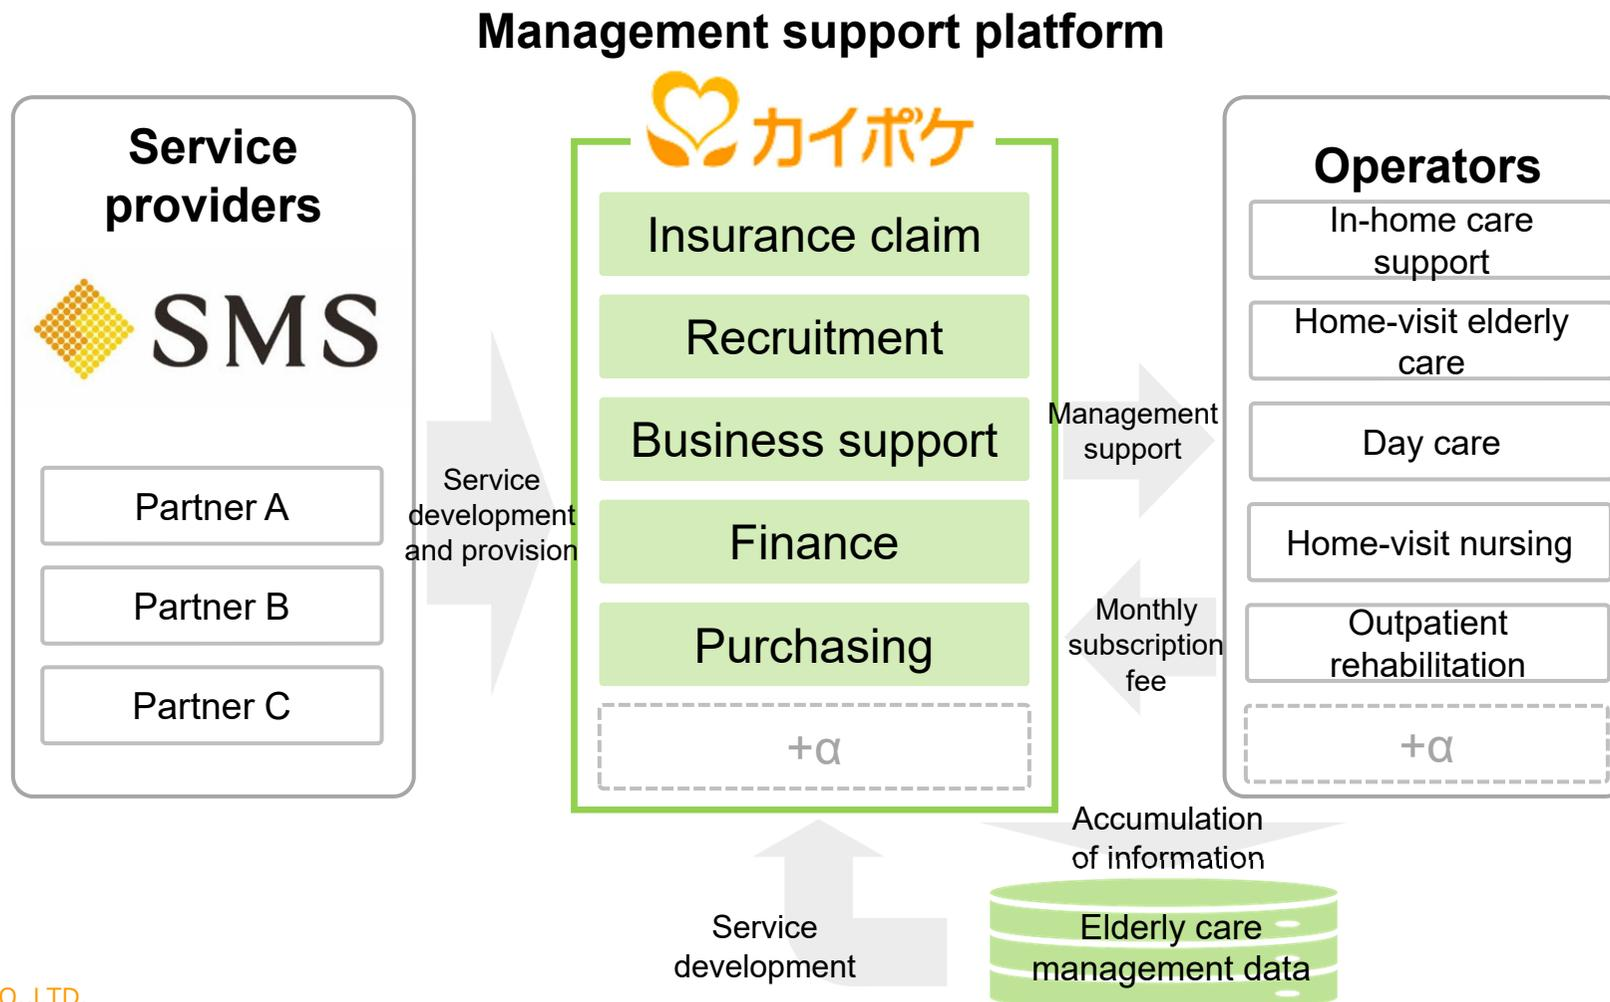 Management support platform
Service
providers
SMS
Partner A
Partner B
Partner C
Service
development
and provision
カイポケ
Insurance claim
Recruitment
Business support
Finance
Purchasing
+α
Management
support
Monthly
subscription
fee
Operators
In-home care
support
Home-visit elderly
care
Day care
Home-visit nursing
Outpatient
rehabilitation
+α
Accumulation
of information
Service
development
Elderly care
management data
O., LTD